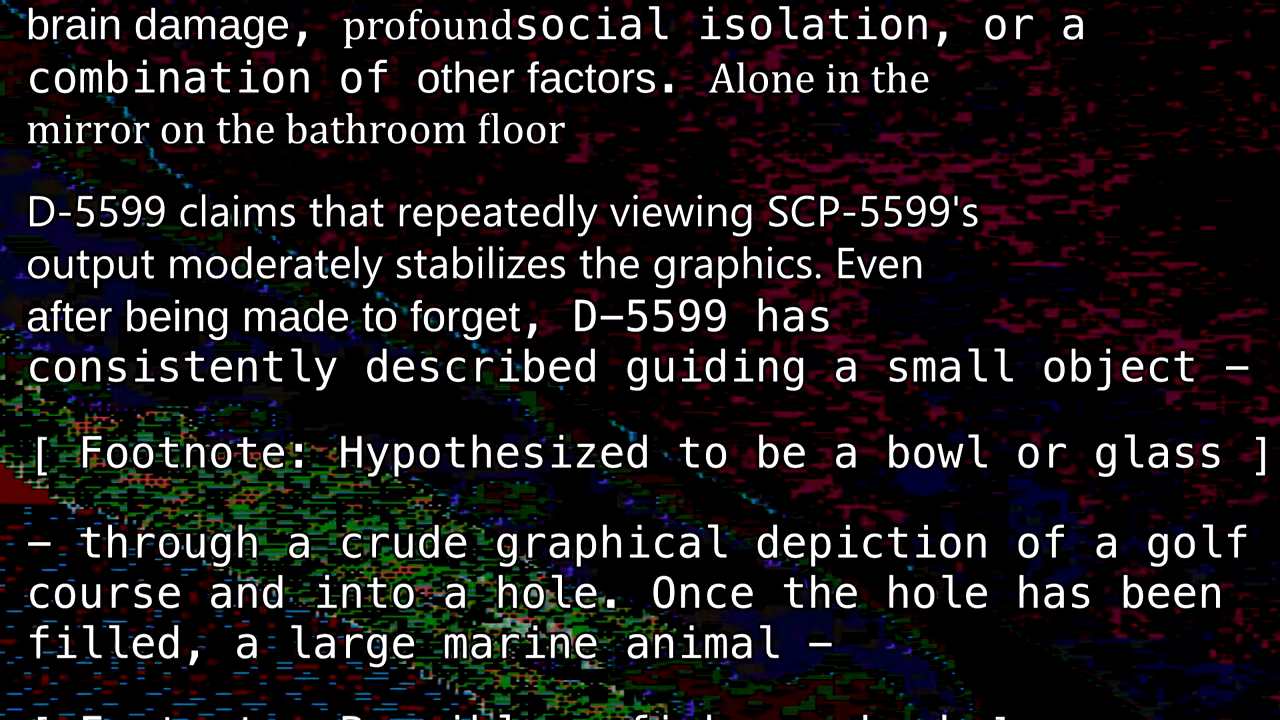 brain damage, profoundsocial isolation, or a
combination of other factors. Alone in the
mirror on the bathroom floor
D-5599 claims that repeatedly viewing SCP-5599's
output moderately stabilizes the graphics. Even
after being made to forget, D–5599 has
consistently described guiding a small object –
[ Footnote: Hypothesized to be a bowl or glass ]
– through a crude graphical depiction of a golf
course and into a hole. Once the hole has been
filled, a large marine animal –